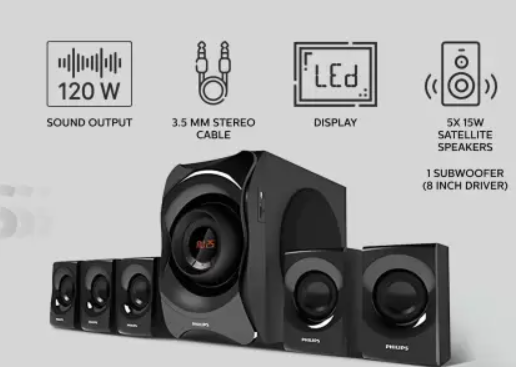 120 W
SOUND OUTPUT
3.5 MM STEREO
CABLE
LEd
DISPLAY
5X 15W
SATELLITE
SPEAKERS
1 SUBWOOFER
(8 INCH DRIVER)
PHILIPS
PHILIPS
PHILIPS